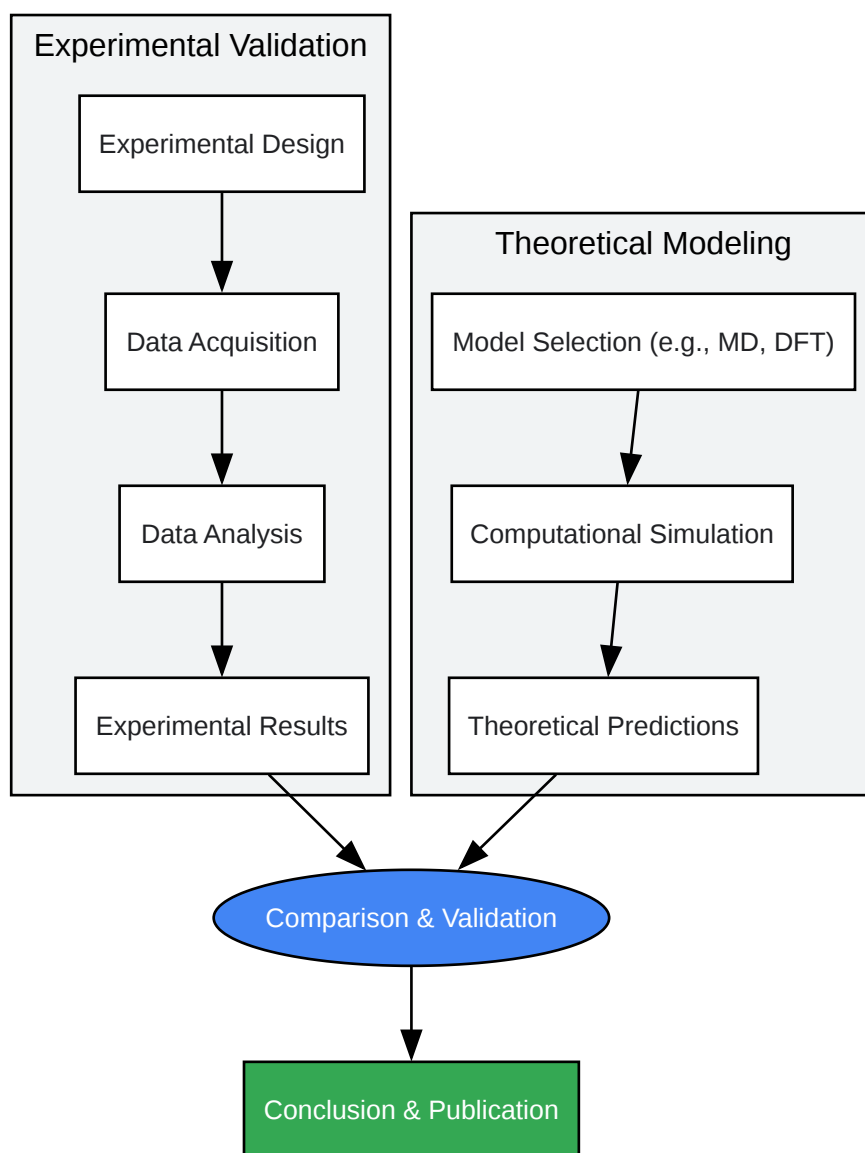 Experimental Validation
Experimental Design
Data Acquisition
Data Analysis
Experimental Results
Theoretical Modeling
Model Selection (e.g., MD, DFT)
Computational Simulation
Theoretical Predictions
Comparison & Validation
Conclusion & Publication